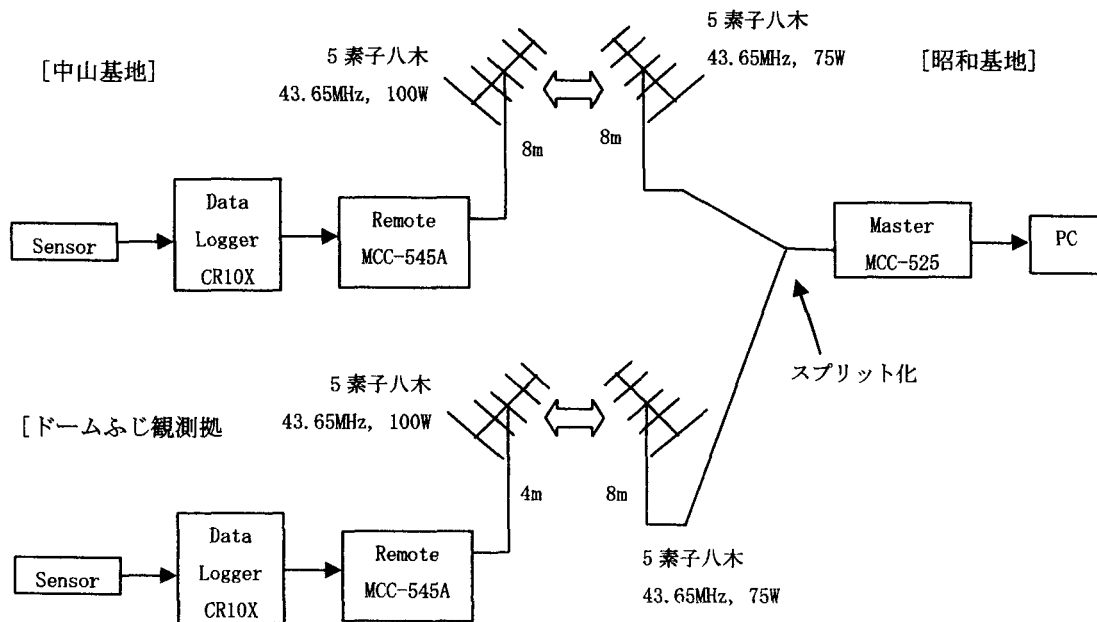 [中山基地]
5素子八木
43.65MHz, 100W
5素子八木
43.65MHz, 75W
[昭和基地]
8m
8m
Sensor
Data
Logger
CR10X
Remote
MCC-545A
Master
MCC-525
PC
スプリット化
[ドームふじ観測拠
5素子八木
43.65MHz, 100W
4m
8m
5素子八木
43.65MHz, 75W
Sensor
Data
Logger
CR10X
Remote
MCC-545A